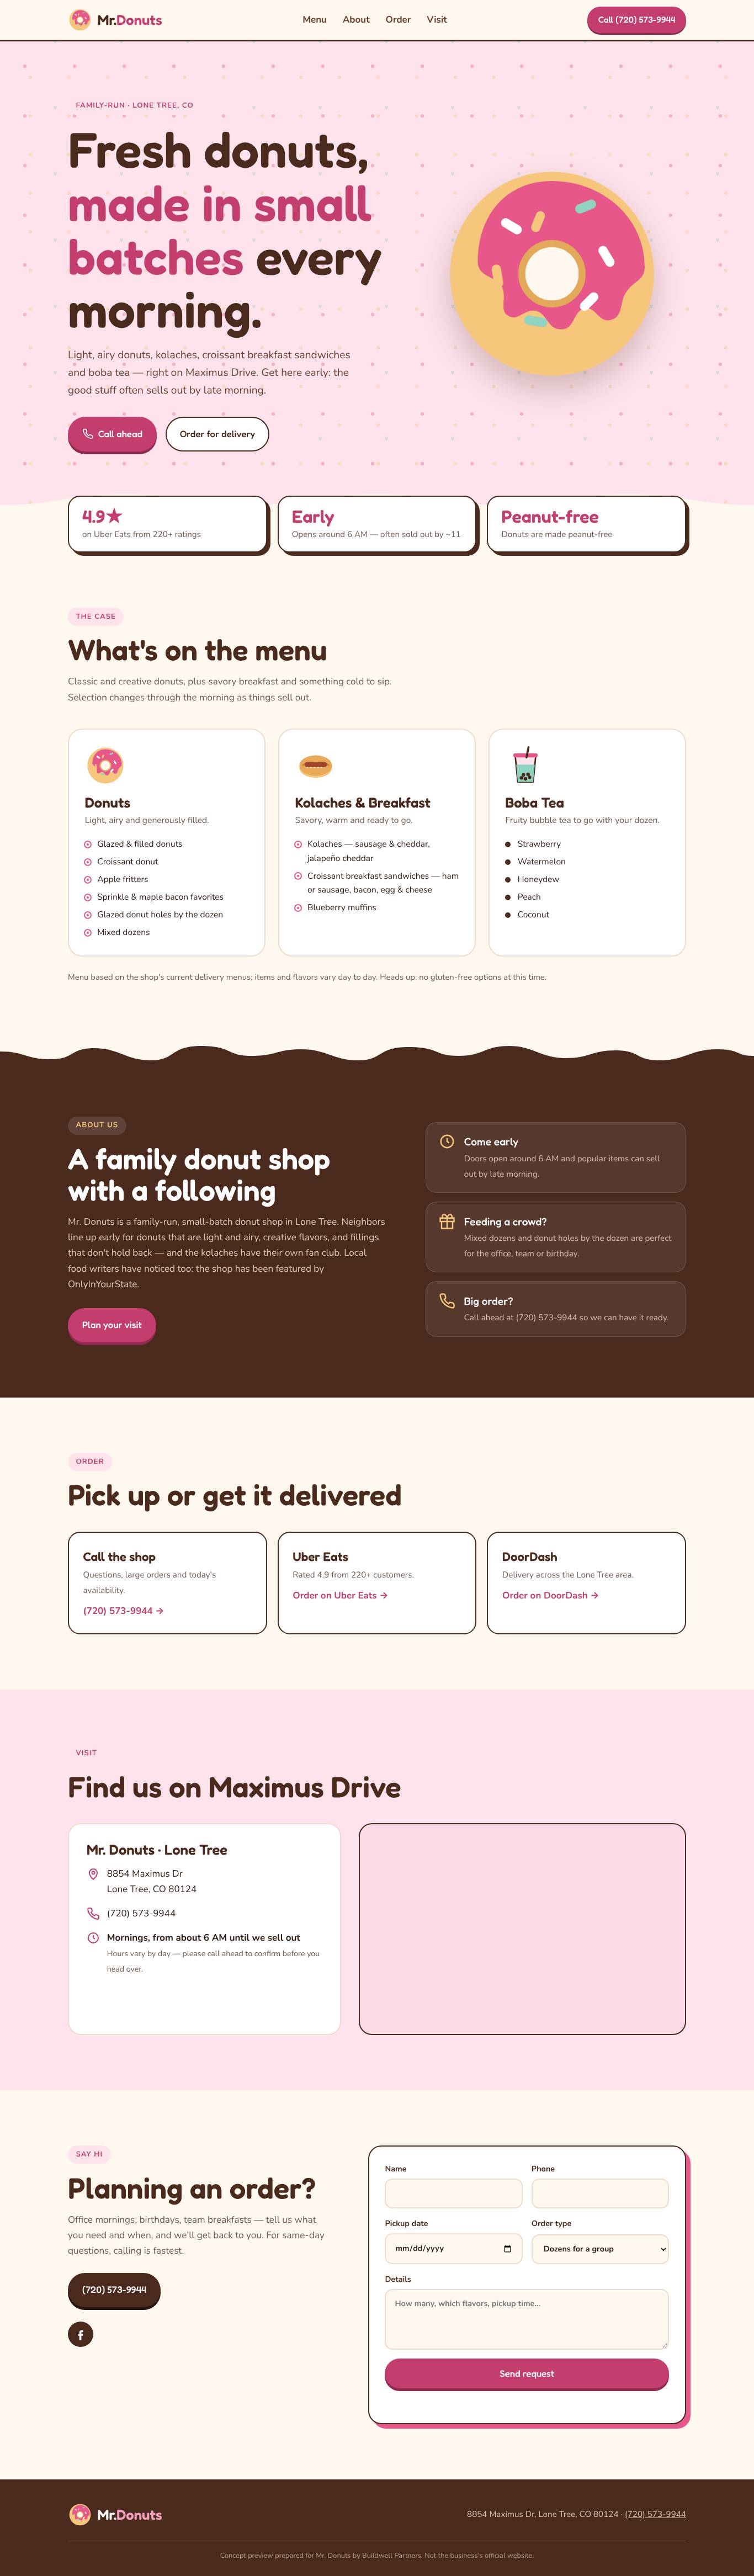 Mr.Donuts
Menu
About
Order
Visit
Call (720) 573-9944
FAMILY-RUN · LONE TREE, CO
Fresh donuts,
made in small
batches every
morning.
Light, airy donuts, kolaches, croissant breakfast sandwiches
and boba tea — right on Maximus Drive. Get here early: the
good stuff often sells out by late morning.
Call ahead
Order for delivery
4.9★
on Uber Eats from 220+ ratings
Early
Opens around 6 AM — often sold out by ~11
Peanut-free
Donuts are made peanut-free
THE CASE
What's on the menu
Classic and creative donuts, plus savory breakfast and something cold to sip.
Selection changes through the morning as things sell out.
Donuts
Light, airy and generously filled.
Glazed & filled donuts
Croissant donut
Apple fritters
Sprinkle & maple bacon favorites
Glazed donut holes by the dozen
Mixed dozens
Kolaches & Breakfast
Savory, warm and ready to go.
Kolaches — sausage & cheddar,
jalapeño cheddar
Croissant breakfast sandwiches — ham
or sausage, bacon, egg & cheese
Blueberry muffins
Boba Tea
Fruity bubble tea to go with your dozen.
Strawberry
Watermelon
Honeydew
Peach
Coconut
Menu based on the shop's current delivery menus; items and flavors vary day to day. Heads up: no gluten-free options at this time.
ABOUT US
A family donut shop
with a following
Mr. Donuts is a family-run, small-batch donut shop in Lone Tree. Neighbors
line up early for donuts that are light and airy, creative flavors, and fillings
that don't hold back — and the kolaches have their own fan club. Local
food writers have noticed too: the shop has been featured by
OnlyInYourState.
Plan your visit
Come early
Doors open around 6 AM and popular items can sell
out by late morning.
Feeding a crowd?
Mixed dozens and donut holes by the dozen are perfect
for the office, team or birthday.
Big order?
Call ahead at (720) 573-9944 so we can have it ready.
ORDER
Pick up or get it delivered
Call the shop
Questions, large orders and today's
availability.
(720) 573-9944 →
Uber Eats
Rated 4.9 from 220+ customers.
Order on Uber Eats →
DoorDash
Delivery across the Lone Tree area.
Order on DoorDash →
VISIT
Find us on Maximus Drive
Mr. Donuts · Lone Tree
8854 Maximus Dr
Lone Tree, CO 80124
(720) 573-9944
Mornings, from about 6 AM until we sell out
Hours vary by day — please call ahead to confirm before you
head over.
SAY HI
Planning an order?
Office mornings, birthdays, team breakfasts — tell us what
you need and when, and we'll get back to you. For same-day
questions, calling is fastest.
(720) 573-9944
Name
Phone
Pickup date
Order type
mm/dd/yyyy
Dozens for a group
Details
How many, which flavors, pickup time...
Send request
Mr.Donuts
8854 Maximus Dr, Lone Tree, CO 80124 · (720) 573-9944
Concept preview prepared for Mr. Donuts by Buildwell Partners. Not the business's official website.